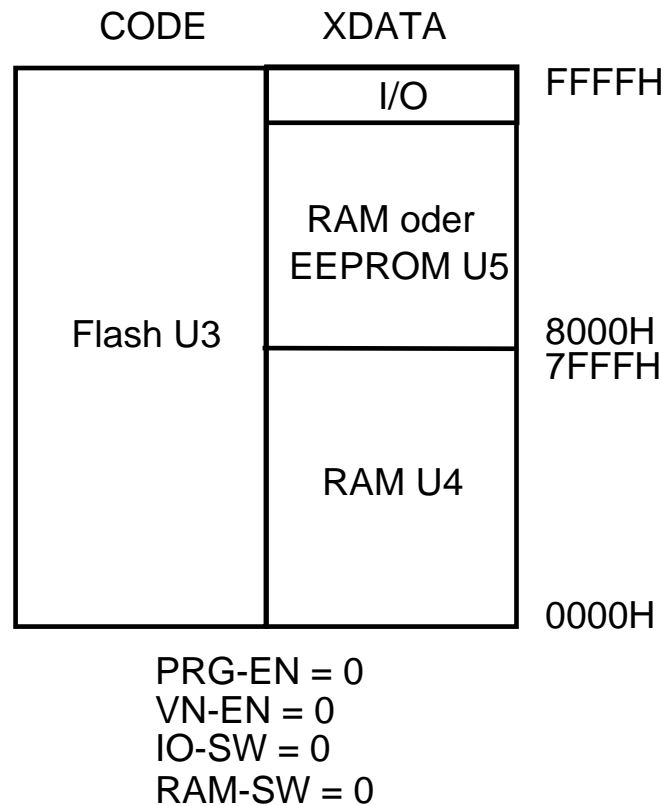 CODE XDATA
I/O FFFFH
RAM oder
EEPROM U5
Flash U3 8000H
7FFFH
RAM U4
0000H
PRG-EN = 0
VN-EN = 0
IO-SW = 0
RAM-SW = 0